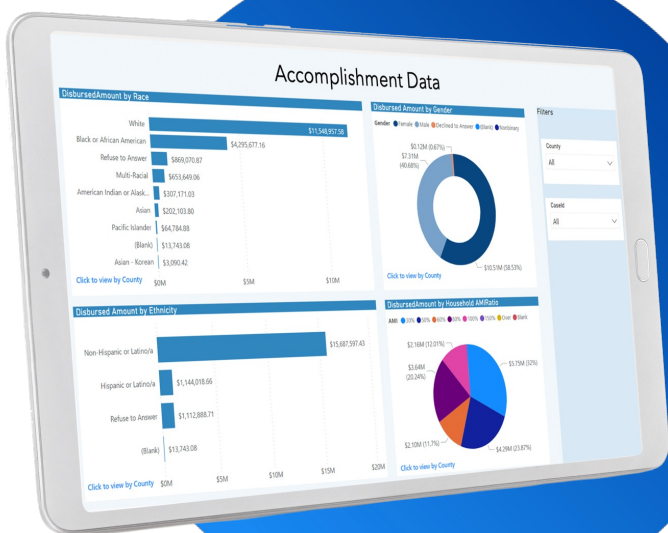 Accomplishment Data
DisbursedAmount by Race
White
$11,548,957.58
Black or African American
$4,295,677.16
Refuse to Answer
$869,070.87
Multi-Racial
$653,649.06
American Indian or Alask...
$307,171.03
Asian
$202,103.80
Pacific Islander
$64,784.88
(Blank)
$13,743.08
Asian - Korean
$3,090.42
Click to view by County
$0M
$5M
$10M
Disbursed Amount by Gender
Gender Female Male Declined to Answer (Blank) Nonbinary
$0.12M (0.67%)
$7.31M
(40.68%)
$10.51M (58.53%)
Click to view by County
Filters
County
All
CaseId
All
Disbursed Amount by Ethnicity
Non-Hispanic or Latino/a
$15,687,597.43
Hispanic or Latino/a
$1,144,018.66
Refuse to Answer
$1,112,888.71
(Blank)
$13,743.08
Click to view by County
$0M
$5M
$10M
$15M
$20M
DisbursedAmount by Household AMIRatio
AMI 30% 50% 60% 80% 100% 150% Over Blank
$2.16M (12.01%)
$5.75M (32%)
$3.64M
(20.24%)
$2.10M (11.7%)
$4.29M (23.87%)
Click to view by County